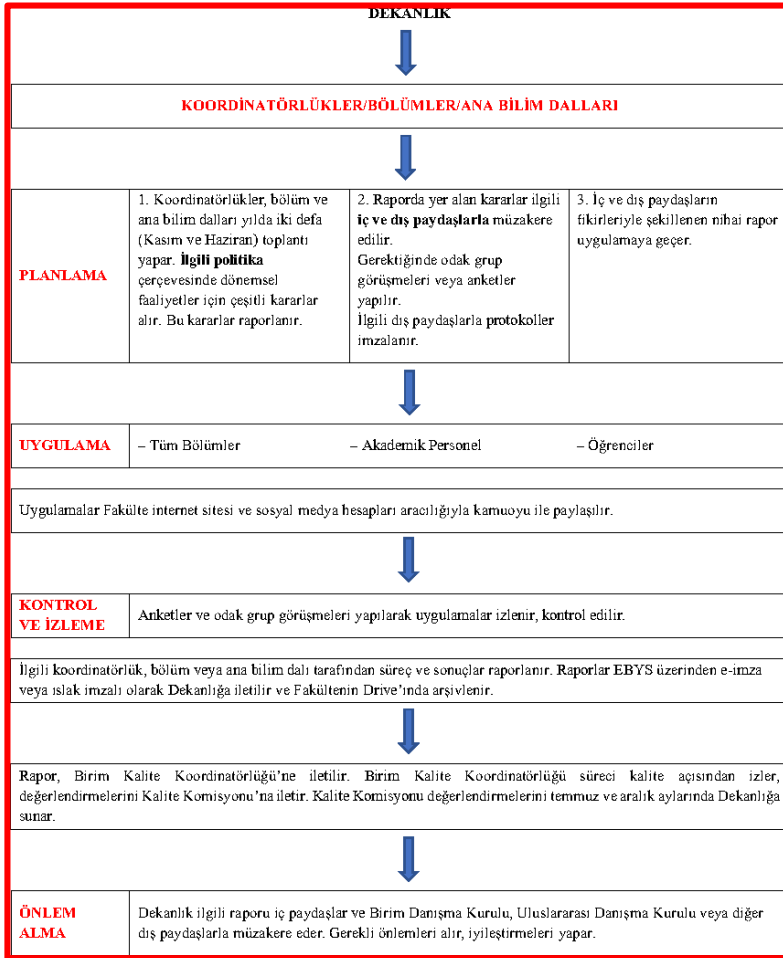 DEKANLIK
KOORDİNATÖRLÜKLER/BÖLÜMLER/ANA BİLİM DALLARI
PLANLAMA
1. Koordinatörlükler, bölüm ve
ana bilim dalları yılda iki defa
(Kasım ve Haziran) toplantı
yapar. İlgili politika
çerçevesinde dönemsel
faaliyetler için çeşitli kararlar
alır. Bu kararlar raporlanır.
2. Raporda yer alan kararlar ilgili
iç ve dış paydaşlarla müzakere
edilir.
Gerektiğinde odak grup
görüşmeleri veya anketler
yapılır.
İlgili dış paydaşlarla protokoller
imzalanır.
3. İç ve dış paydaşların
fikirleriyle şekillenen nihai rapor
uygulamaya geçer.
UYGULAMA
– Tüm Bölümler
– Akademik Personel
– Öğrenciler
Uygulamalar Fakülte internet sitesi ve sosyal medya hesapları aracılığıyla kamuoyu ile paylaşılır.
KONTROL
VE İZLEME
Anketler ve odak grup görüşmeleri yapılarak uygulamalar izlenir, kontrol edilir.
İlgili koordinatörlük, bölüm veya ana bilim dalı tarafından süreç ve sonuçlar raporlanır. Raporlar EBYS üzerinden e-imza
veya ıslak imzalı olarak Dekanlığa iletilir ve Fakültenin Drive’ında arşivlenir.
Rapor, Birim Kalite Koordinatörlüğü’ne iletilir. Birim Kalite Koordinatörlüğü süreci kalite açısından izler,
değerlendirmelerini Kalite Komisyonu’na iletir. Kalite Komisyonu değerlendirmelerini temmuz ve aralık aylarında Dekanlığa
sunar.
ÖNLEM
ALMA
Dekanlık ilgili raporu iç paydaşlar ve Birim Danışma Kurulu, Uluslararası Danışma Kurulu veya diğer
dış paydaşlarla müzakere eder. Gerekli önlemleri alır, iyileştirmeleri yapar.